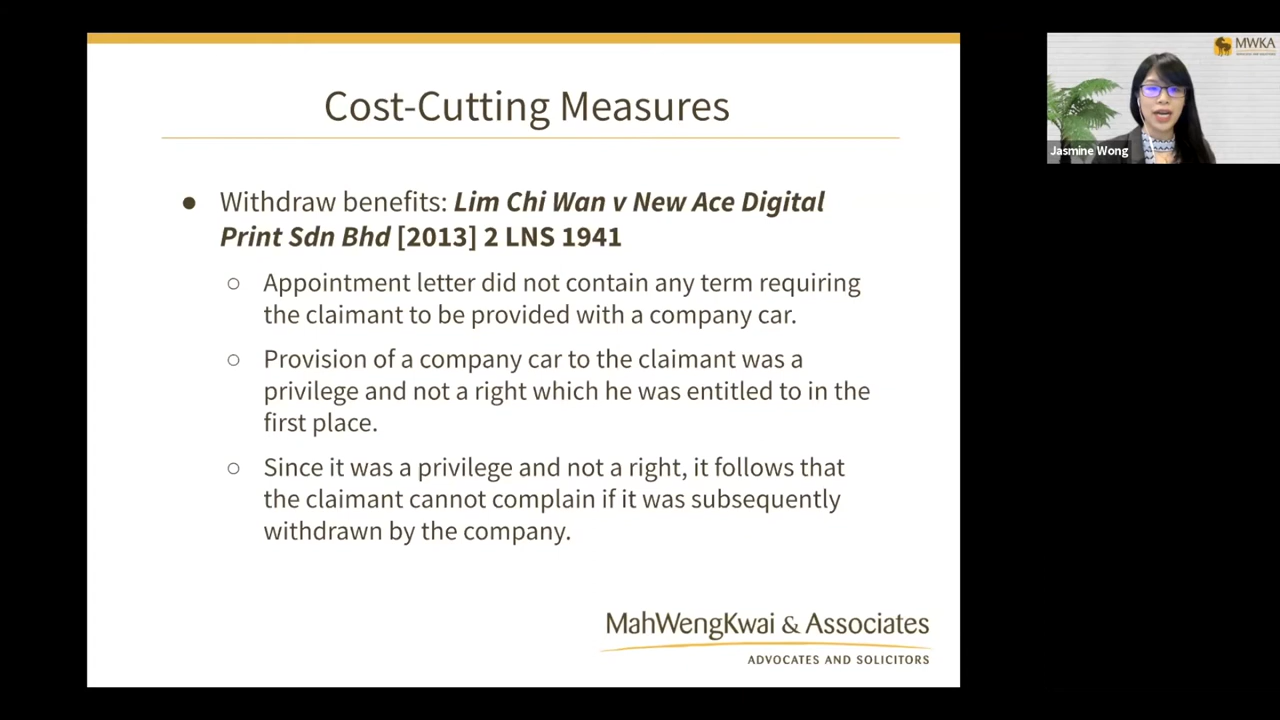 Cost-Cutting Measures
● Withdraw benefits: Lim Chi Wan v New Ace Digital
Print Sdn Bhd [2013] 2 LNS 1941
○ Appointment letter did not contain any term requiring
the claimant to be provided with a company car.
○ Provision of a company car to the claimant was a
privilege and not a right which he was entitled to in the
first place.
○ Since it was a privilege and not a right, it follows that
the claimant cannot complain if it was subsequently
withdrawn by the company.
MahWengKwai & Associates
ADVOCATES AND SOLICITORS
MWKA
Jasmine Wong